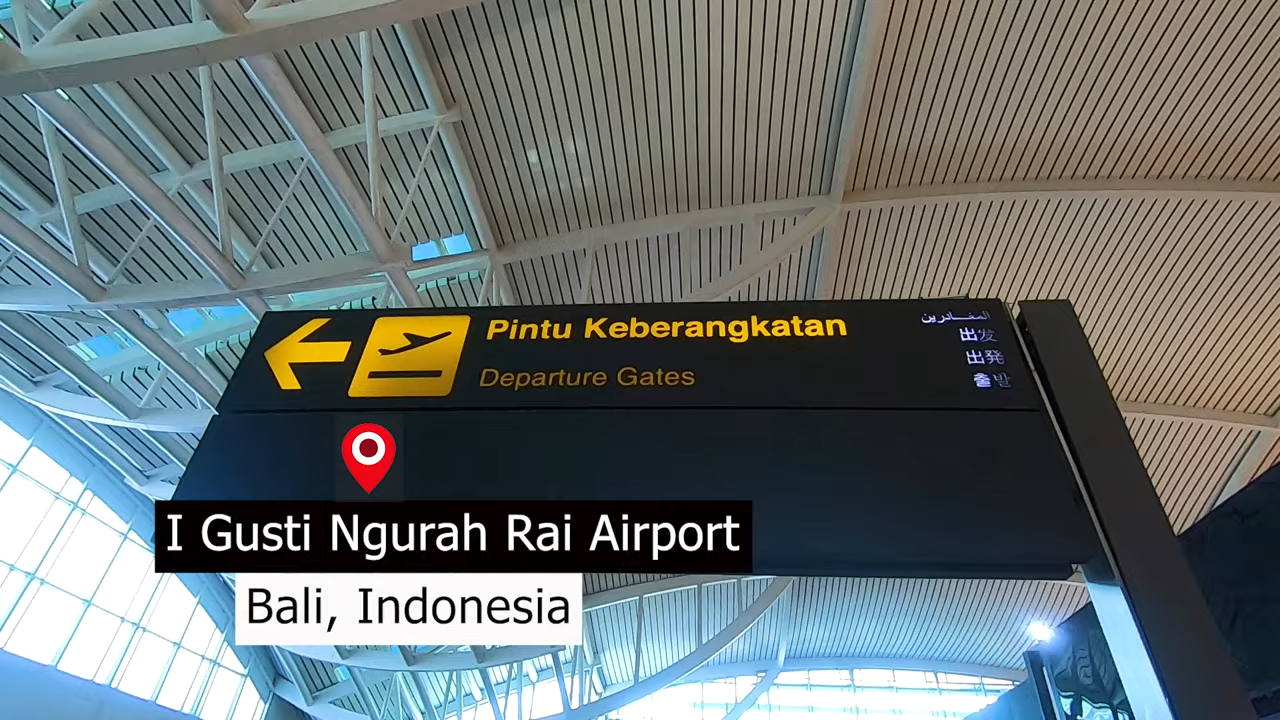 Pintu Keberangkatan
Departure Gates
المغادرين
出发
出発
출발
I Gusti Ngurah Rai Airport
Bali, Indonesia